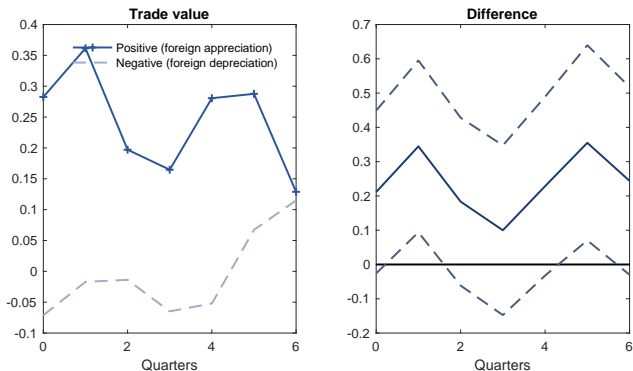 Trade value
0.4
0.35
0.3
0.25
0.2
0.15
0.1
0.05
0
-0.05
-0.1
0 2 4 6
Quarters
Positive (foreign appreciation)
Negative (foreign depreciation)
Difference
0.7
0.6
0.5
0.4
0.3
0.2
0.1
0
-0.1
-0.2
0 2 4 6
Quarters